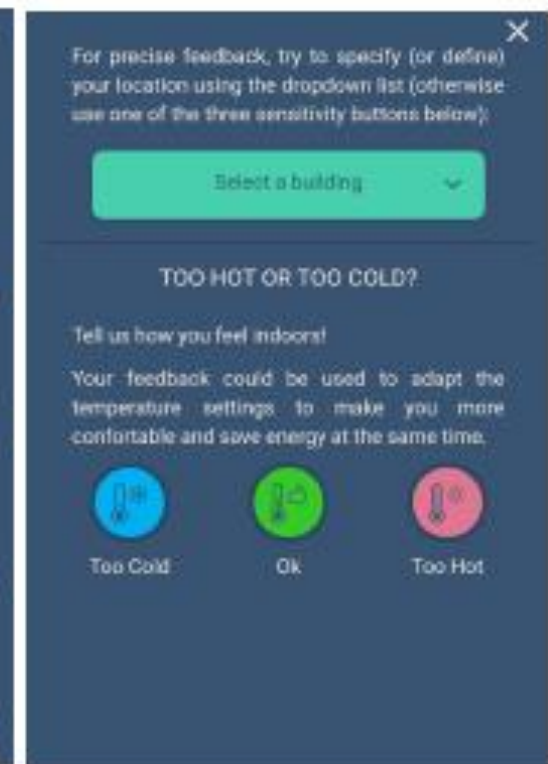 For precise feedback, try to specify (or define)
your location using the dropdown list (otherwise
use one of the three sensitivity buttons below):
Select a building
TOO HOT OR TOO COLD?
Tell us how you feel indoors!
Your feedback could be used to adapt the
temperature settings to make you more
confortable and save energy at the same time.
Too Cold Ok Too Hot